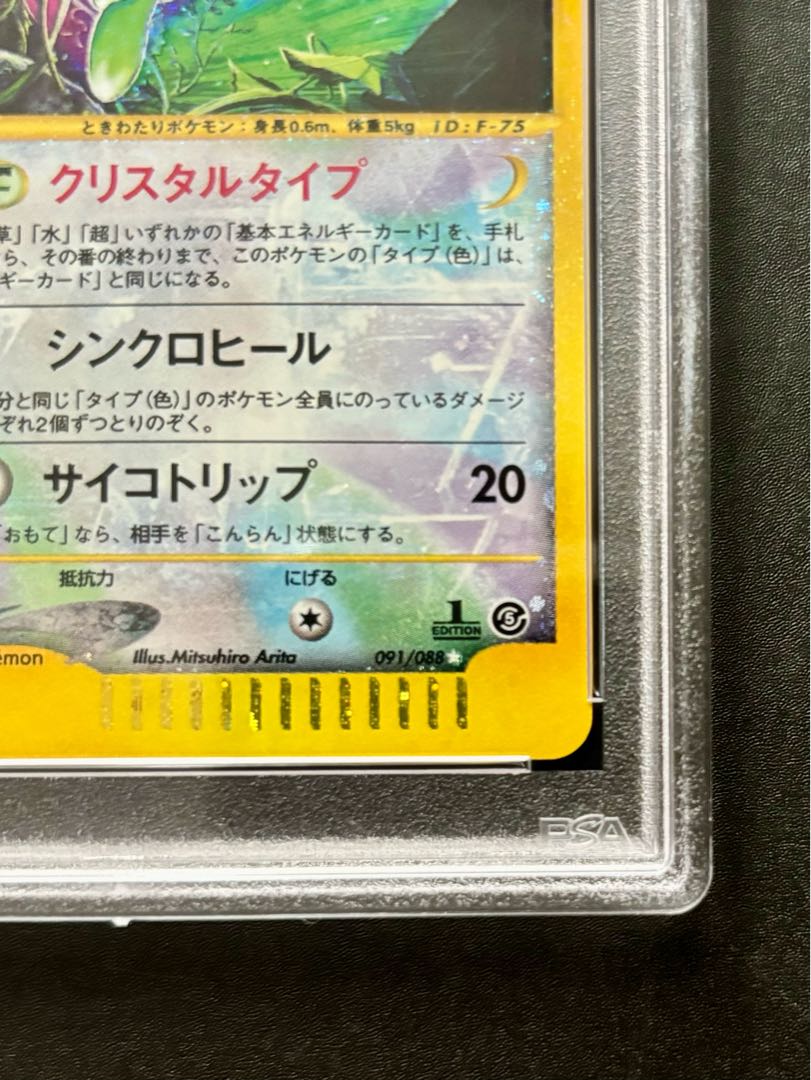 ときわたりポケモン：身長0.6m、体重5kg iD：F-75
クリスタルタイプ
草」「水」「超」いずれかの「基本エネルギーカード」を、手札
ら、その番の終わりまで、このポケモンの「タイプ（色）」は、
ギーカード」と同じになる。
シンクロヒール
分と同じ「タイプ（色）」のポケモン全員にのっているダメージ
ぞれ2個ずつとりのぞく。
サイコトリップ 20
「おもて」なら、相手を「こんらん」状態にする。
抵抗力 にげる
1
EDITION 5
émon Illus.Mitsuhiro Arita 091/088
PSA